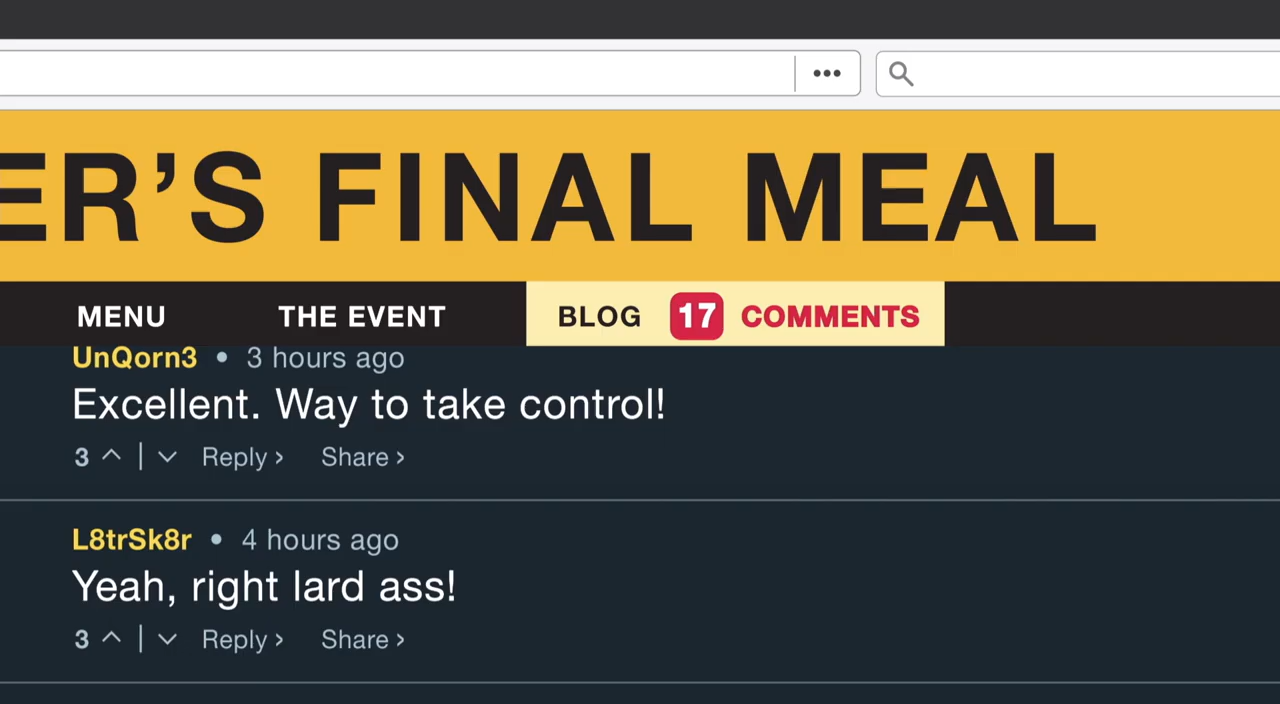 ER'S FINAL MEAL
MENU THE EVENT BLOG 17 COMMENTS
UnQorn3 • 3 hours ago
Excellent. Way to take control!
3 | Reply › Share ›
L8trSk8r • 4 hours ago
Yeah, right lard ass!
3 | Reply › Share ›